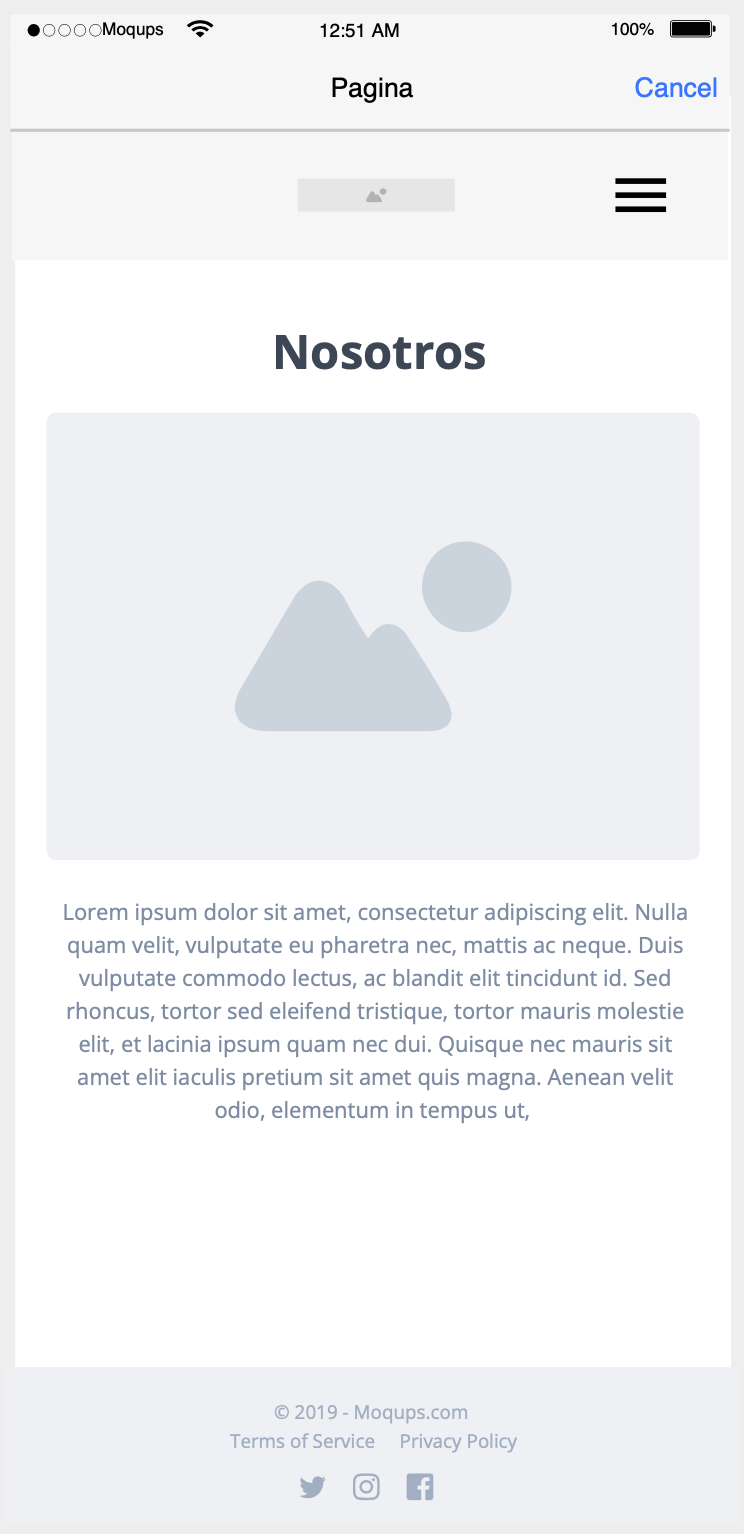 Moqups 12:51 AM 100%
Pagina Cancel
Nosotros
Lorem ipsum dolor sit amet, consectetur adipiscing elit. Nulla
quam velit, vulputate eu pharetra nec, mattis ac neque. Duis
vulputate commodo lectus, ac blandit elit tincidunt id. Sed
rhoncus, tortor sed eleifend tristique, tortor mauris molestie
elit, et lacinia ipsum quam nec dui. Quisque nec mauris sit
amet elit iaculis pretium sit amet quis magna. Aenean velit
odio, elementum in tempus ut,
© 2019 - Moqups.com
Terms of Service Privacy Policy